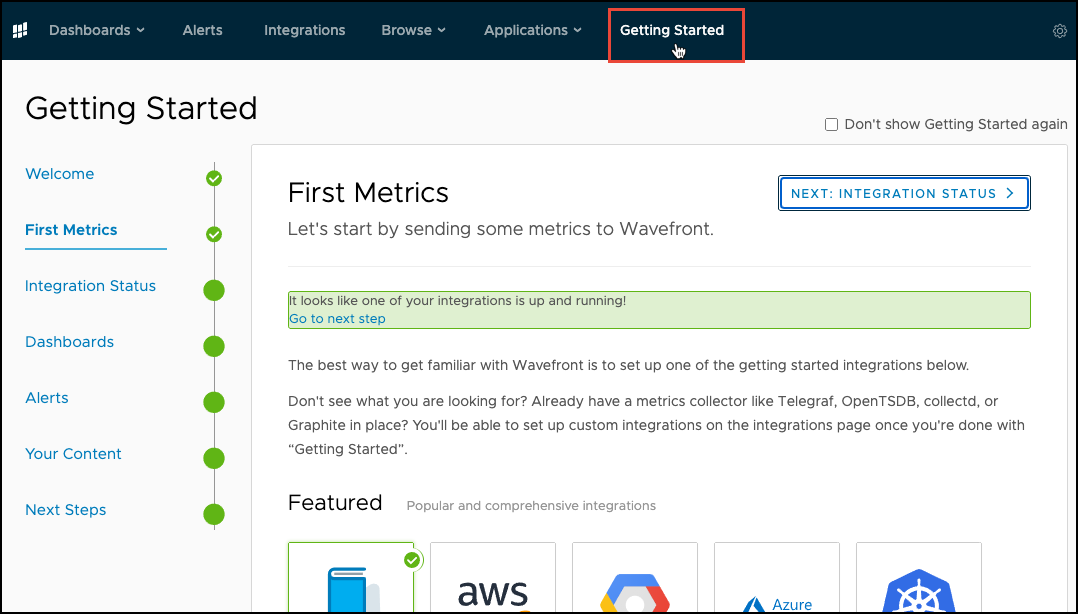 Dashboards Alerts Integrations Browse Applications Getting Started
Getting Started
Don't show Getting Started again
Welcome
First Metrics
Integration Status
Dashboards
Alerts
Your Content
Next Steps
First Metrics
NEXT: INTEGRATION STATUS
Let's start by sending some metrics to Wavefront.
It looks like one of your integrations is up and running!
Go to next step
The best way to get familiar with Wavefront is to set up one of the getting started integrations below.
Don't see what you are looking for? Already have a metrics collector like Telegraf, OpenTSDB, collectd, or
Graphite in place? You'll be able to set up custom integrations on the integrations page once you're done with
“Getting Started”.
Featured Popular and comprehensive integrations
aws
Azure